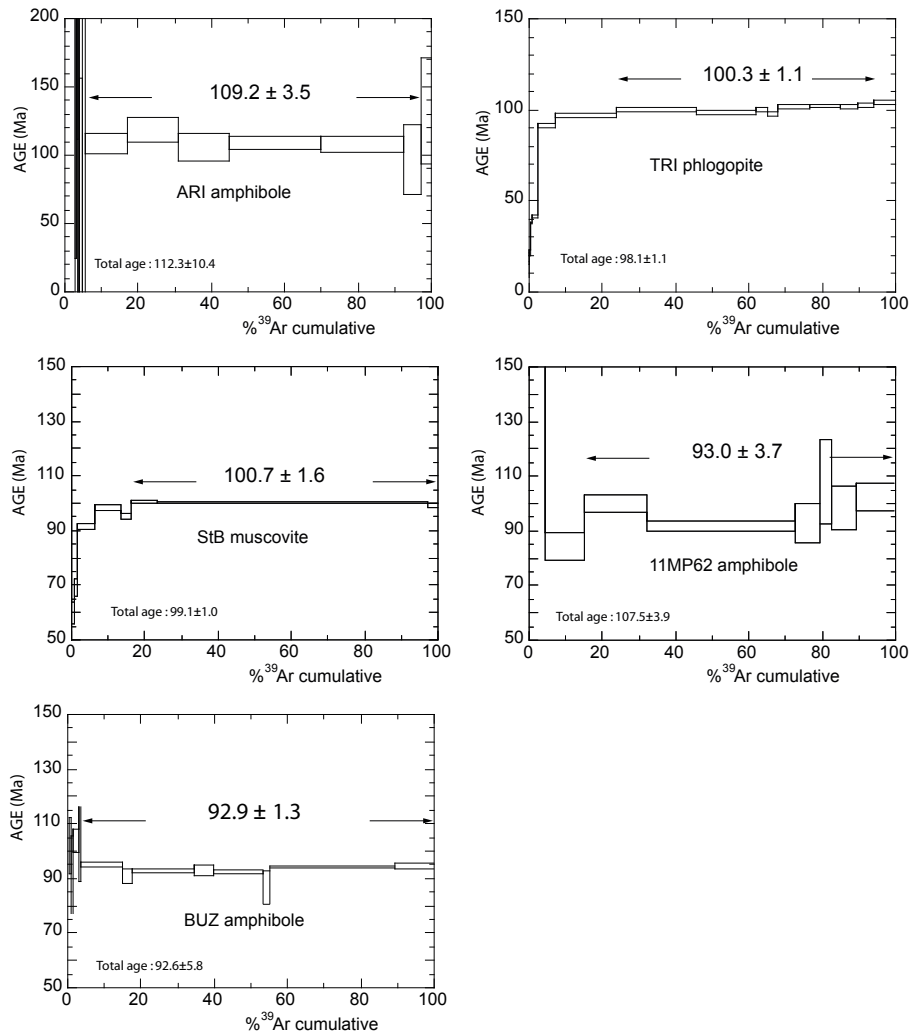 200
150
100
50
0
AGE (Ma)
109.2 ± 3.5
ARI amphibole
Total age : 112.3±10.4
0 20 40 60 80 100
%39Ar cumulative
150
100
50
0
AGE (Ma)
100.3 ± 1.1
TRI phlogopite
Total age : 98.1±1.1
0 20 40 60 80 100
%39Ar cumulative
150
130
110
90
70
50
AGE (Ma)
100.7 ± 1.6
StB muscovite
Total age : 99.1±1.0
0 20 40 60 80 100
%39Ar cumulative
150
130
110
90
70
50
AGE (Ma)
93.0 ± 3.7
11MP62 amphibole
Total age : 107.5±3.9
0 20 40 60 80 100
%39Ar cumulative
150
130
110
90
70
50
AGE (Ma)
92.9 ± 1.3
BUZ amphibole
Total age : 92.6±5.8
0 20 40 60 80 100
%39Ar cumulative